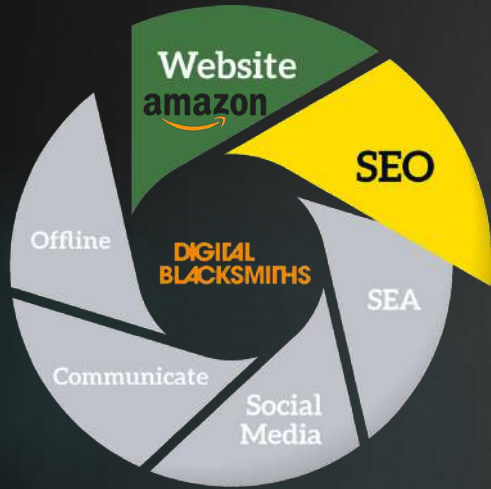 Website
amazon
SEO
SEA
Social
Media
Communicate
Offline
DIGITAL
BLACKSMITHS